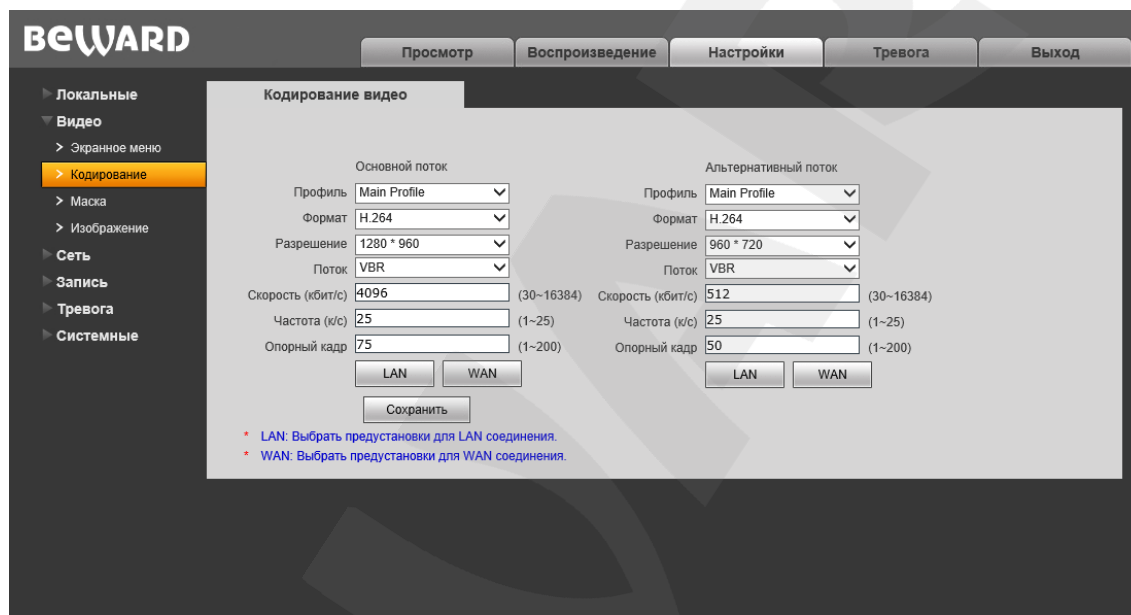 BEWARD
Просмотр Воспроизведение Настройки Тревога Выход
Локальные
Видео
> Экранное меню
> Кодирование
> Маска
> Изображение
Сеть
Запись
Тревога
Системные
Кодирование видео
Основной поток
Профиль Main Profile
Формат H.264
Разрешение 1280 * 960
Поток VBR
Скорость (кбит/с) 4096 (30~16384)
Частота (к/с) 25 (1~25)
Опорный кадр 75 (1~200)
LAN WAN
Альтернативный поток
Профиль Main Profile
Формат H.264
Разрешение 960 * 720
Поток VBR
Скорость (кбит/с) 512 (30~16384)
Частота (к/с) 25 (1~25)
Опорный кадр 50 (1~200)
LAN WAN
Сохранить
* LAN: Выбрать предустановки для LAN соединения.
* WAN: Выбрать предустановки для WAN соединения.